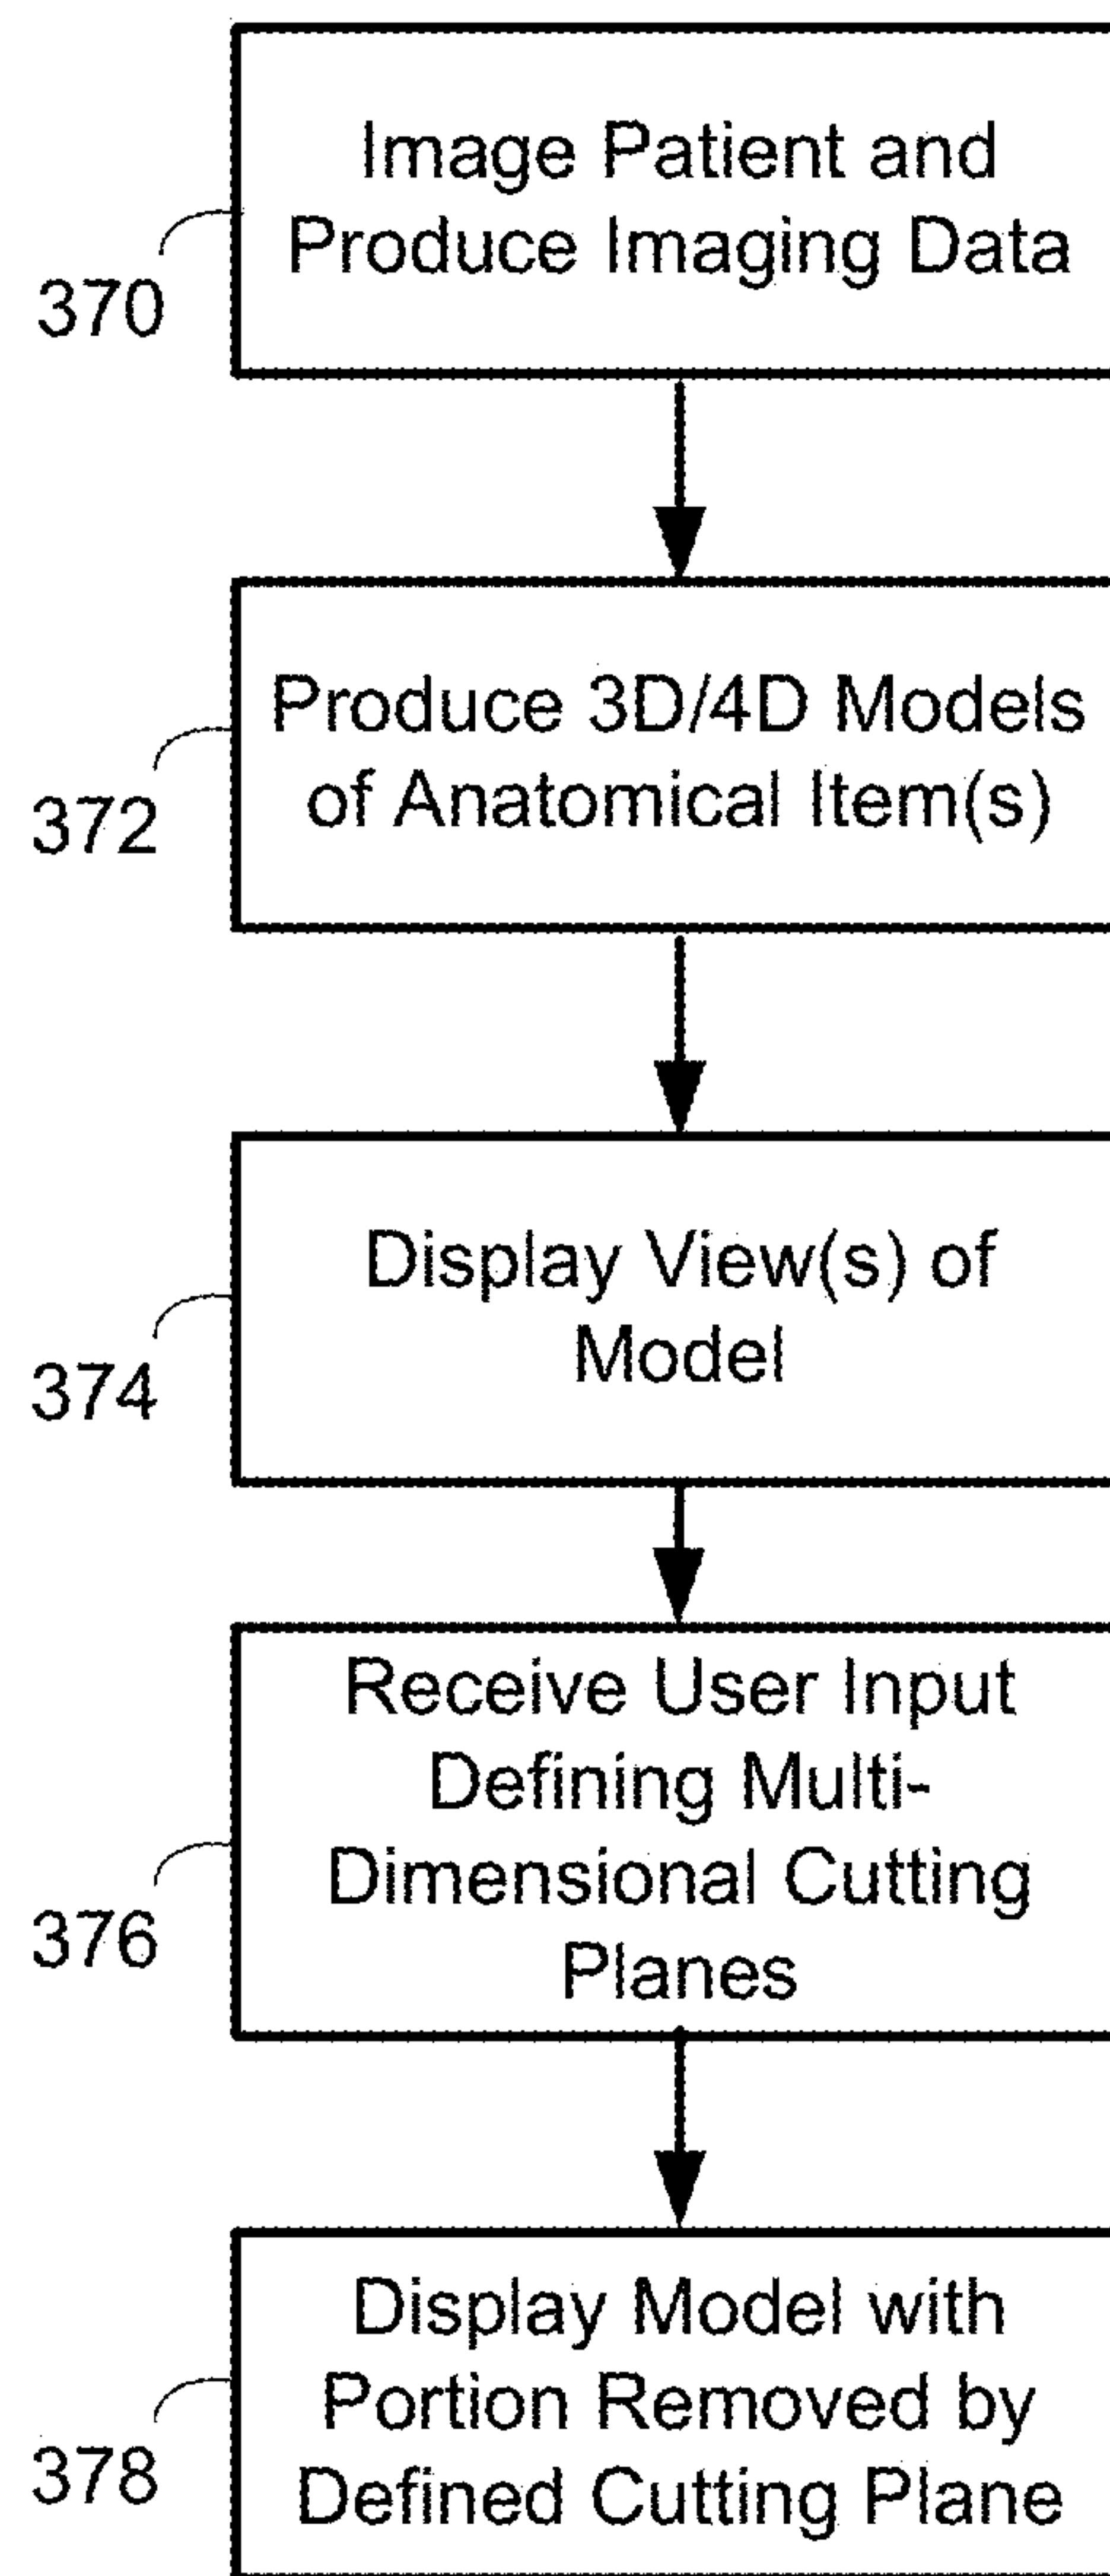 Image Patient and
Produce Imaging Data
370
Produce 3D/4D Models
of Anatomical Item(s)
372
Display View(s) of
Model
374
Receive User Input
Defining Multi-
Dimensional Cutting
Planes
376
Display Model with
Portion Removed by
Defined Cutting Plane
378